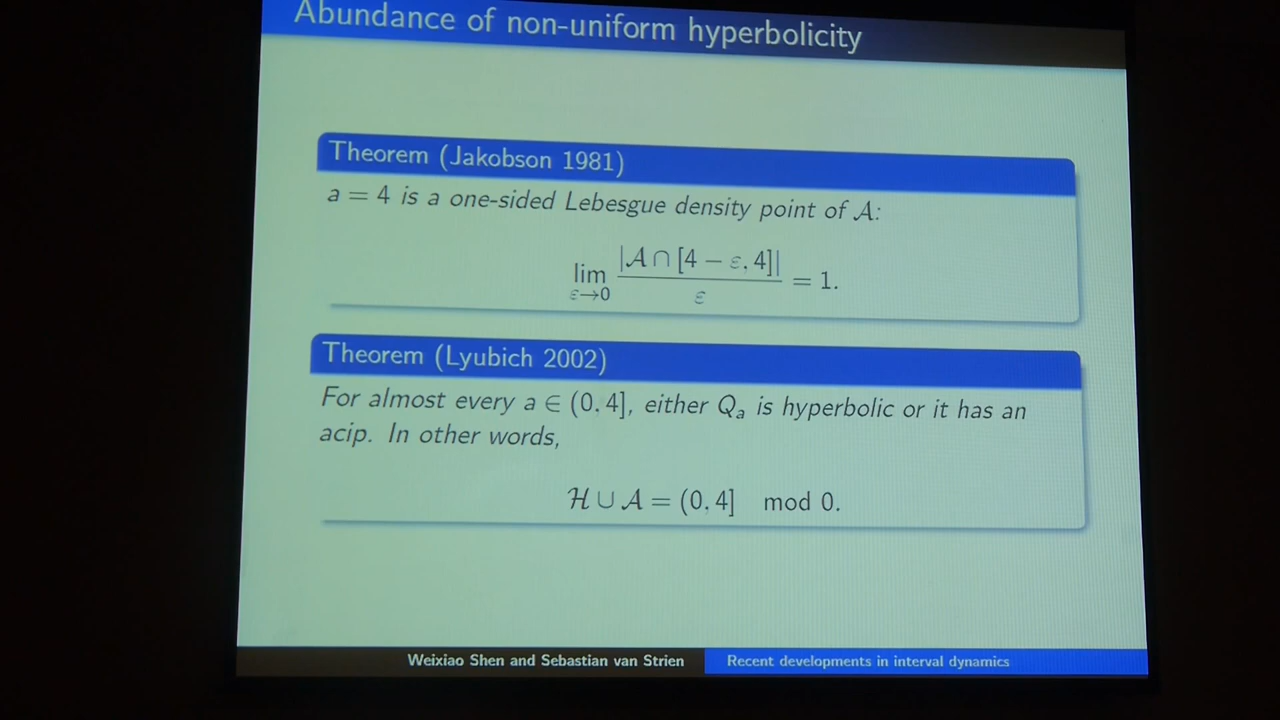 Abundance of non-uniform hyperbolicity
Theorem (Jakobson 1981)
a = 4 is a one-sided Lebesgue density point of 𝒜:
lim_{ε→0} |𝒜 ∩ [4 − ε, 4]| / ε = 1.
Theorem (Lyubich 2002)
For almost every a ∈ (0, 4], either Qₐ is hyperbolic or it has an
acip. In other words,
ℋ ∪ 𝒜 = (0, 4] mod 0.
Weixiao Shen and Sebastian van Strien
Recent developments in interval dynamics